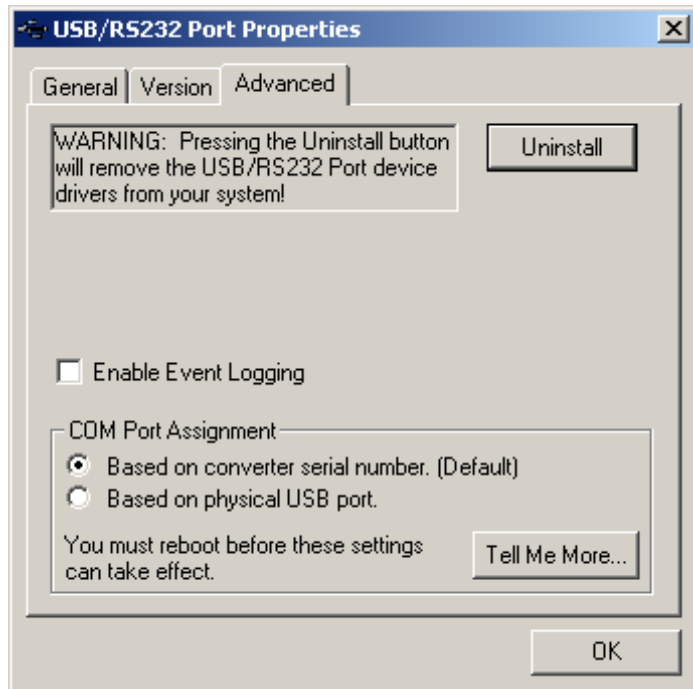 USB/RS232 Port Properties
General Version Advanced
WARNING: Pressing the Uninstall button
will remove the USB/RS232 Port device
drivers from your system!
Uninstall
Enable Event Logging
COM Port Assignment
Based on converter serial number. (Default)
Based on physical USB port.
You must reboot before these settings
can take effect.
Tell Me More...
OK